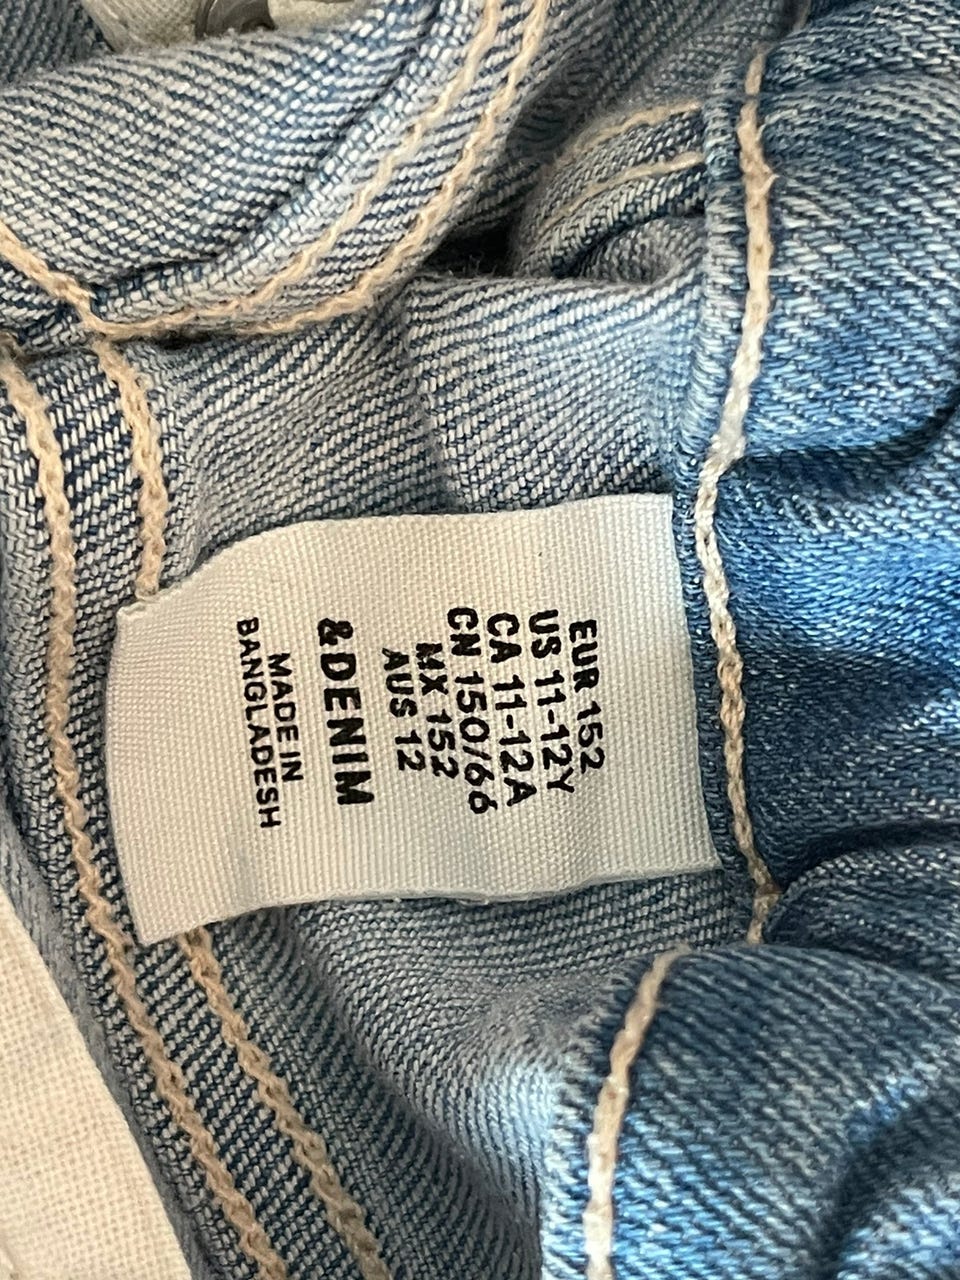 EUR 152
US 11-12Y
CA 11-12A
CN 150/66
MX 152
AUS 12
&DENIM
MADE IN
BANGLADESH